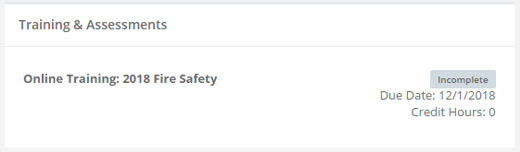 Training & Assessments
Online Training: 2018 Fire Safety
Incomplete
Due Date: 12/1/2018
Credit Hours: 0